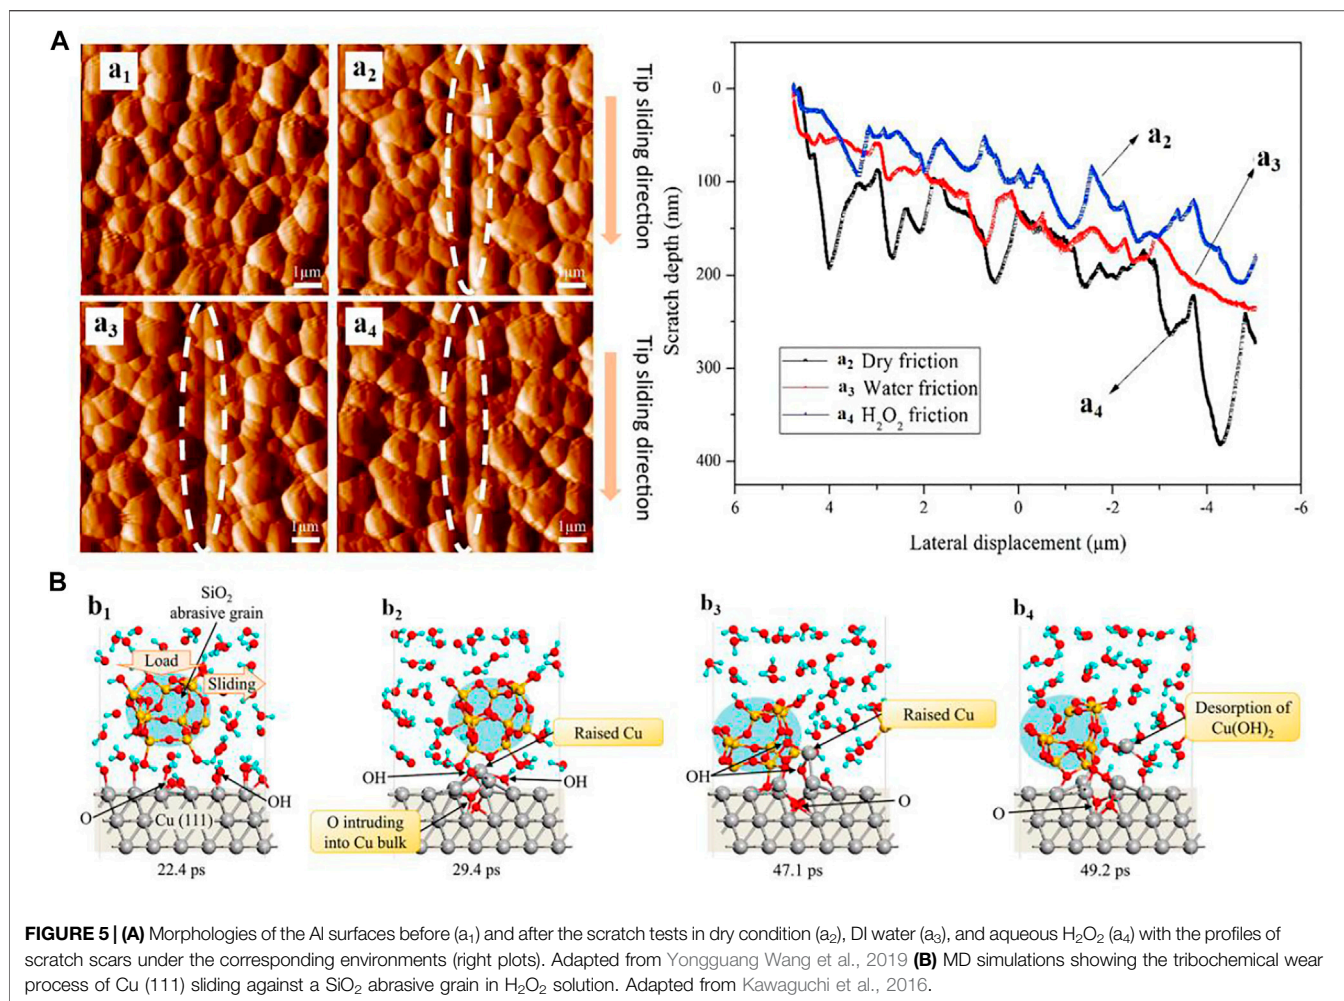 A
a1
a2
Tip sliding direction
1μm
1μm
a3
a4
Tip sliding direction
1μm
1μm
0
100
200
300
400
Scratch depth (nm)
6
4
2
0
-2
-4
-6
Lateral displacement (μm)
a2
a3
a4
a2 Dry friction
a3 Water friction
a4 H2O2 friction
B
b1
SiO2
abrasive grain
Load
Sliding
O
OH
Cu (111)
22.4 ps
b2
Raised Cu
OH
OH
O intruding
into Cu bulk
29.4 ps
b3
Raised Cu
OH
O
47.1 ps
b4
Desorption of
Cu(OH)2
O
49.2 ps
FIGURE 5 | (A) Morphologies of the Al surfaces before (a1) and after the scratch tests in dry condition (a2), DI water (a3), and aqueous H2O2 (a4) with the profiles of
scratch scars under the corresponding environments (right plots). Adapted from Yongguang Wang et al., 2019 (B) MD simulations showing the tribochemical wear
process of Cu (111) sliding against a SiO2 abrasive grain in H2O2 solution. Adapted from Kawaguchi et al., 2016.